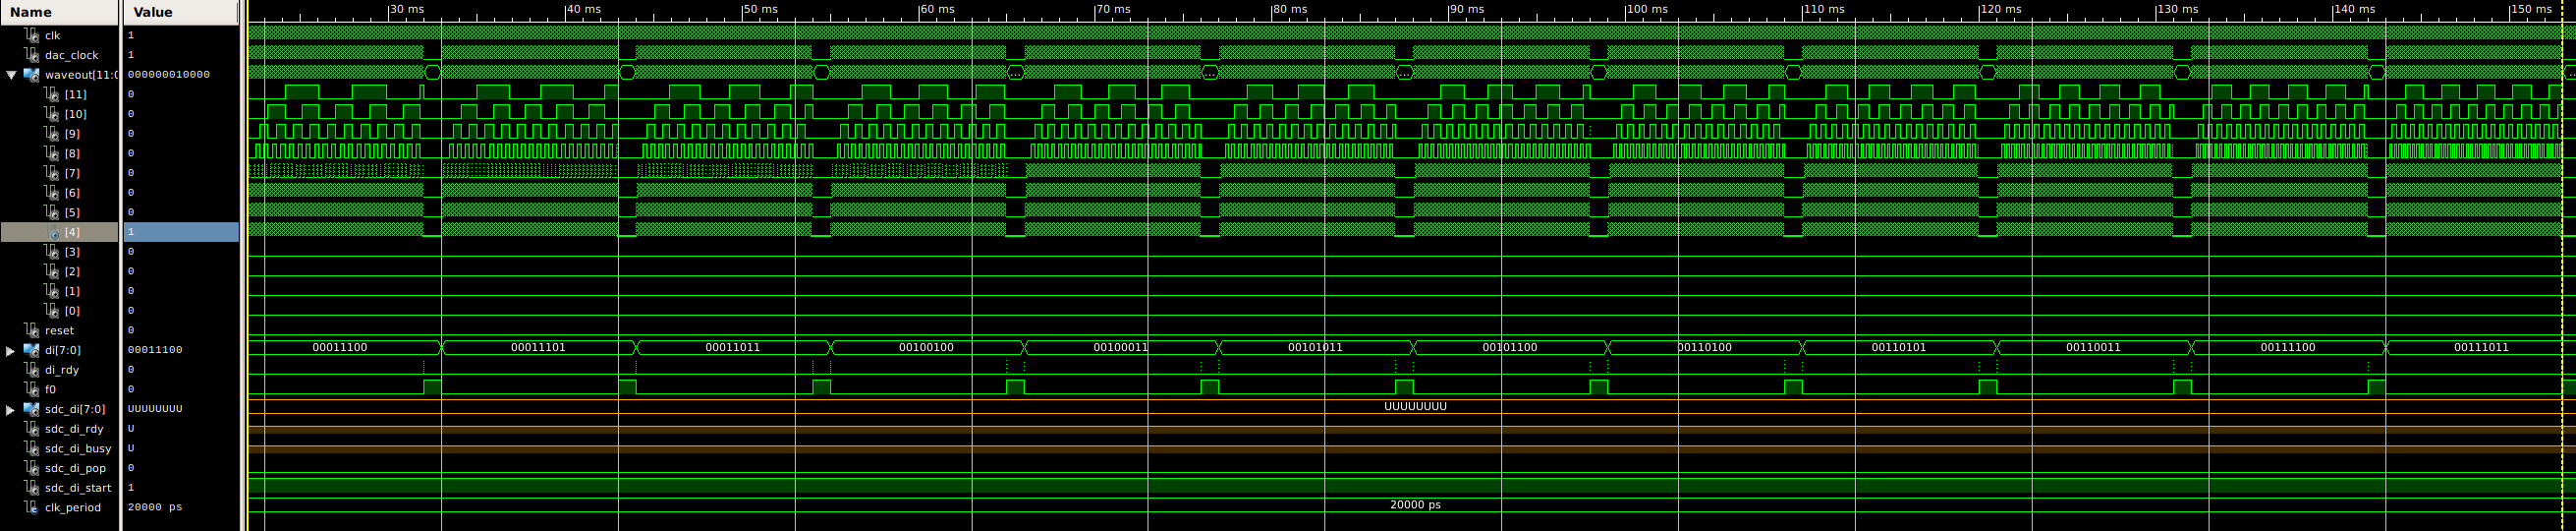 Name Value 30 ms 40 ms 50 ms 60 ms 70 ms 80 ms 90 ms 100 ms 110 ms 120 ms 130 ms 140 ms 150 ms
clk 1
dac_clock 1
waveout[11:0 000000010000 ... ... ... ..
[11] 0
[10] 0
[9] 0
[8] 0
[7] 0
[6] 0
[5] 0
[4] 1
[3] 0
[2] 0
[1] 0
[0] 0
reset 0
di[7:0] 00011100 00011100 00011101 00011011 00100100 00100011 00101011 00101100 00110100 00110101 00110011 00111100 00111011
di_rdy 0
f0 0
sdc_di[7:0] UUUUUUUU UUUUUUUU
sdc_di_rdy U
sdc_di_busy U
sdc_di_pop 0
sdc_di_start 1
clk_period 20000 ps 20000 ps